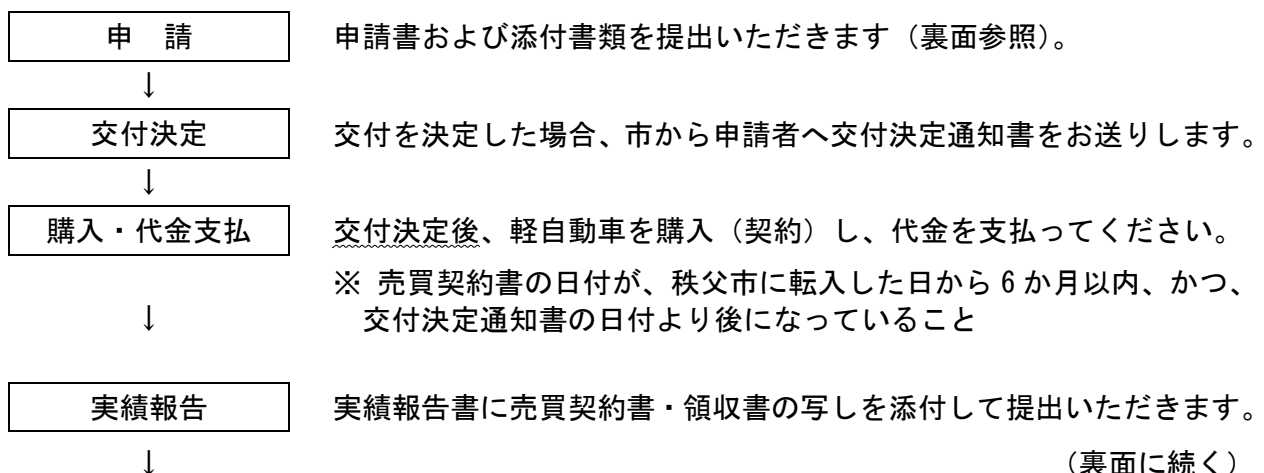 申　請　　申請書および添付書類を提出いただきます（裏面参照）。
↓
交付決定　　交付を決定した場合、市から申請者へ交付決定通知書をお送りします。
↓
購入・代金支払　　交付決定後、軽自動車を購入（契約）し、代金を支払ってください。
※ 売買契約書の日付が、秩父市に転入した日から６か月以内、かつ、
↓　　交付決定通知書の日付より後になっていること
実績報告　　実績報告書に売買契約書・領収書の写しを添付して提出いただきます。
↓　　（裏面に続く）